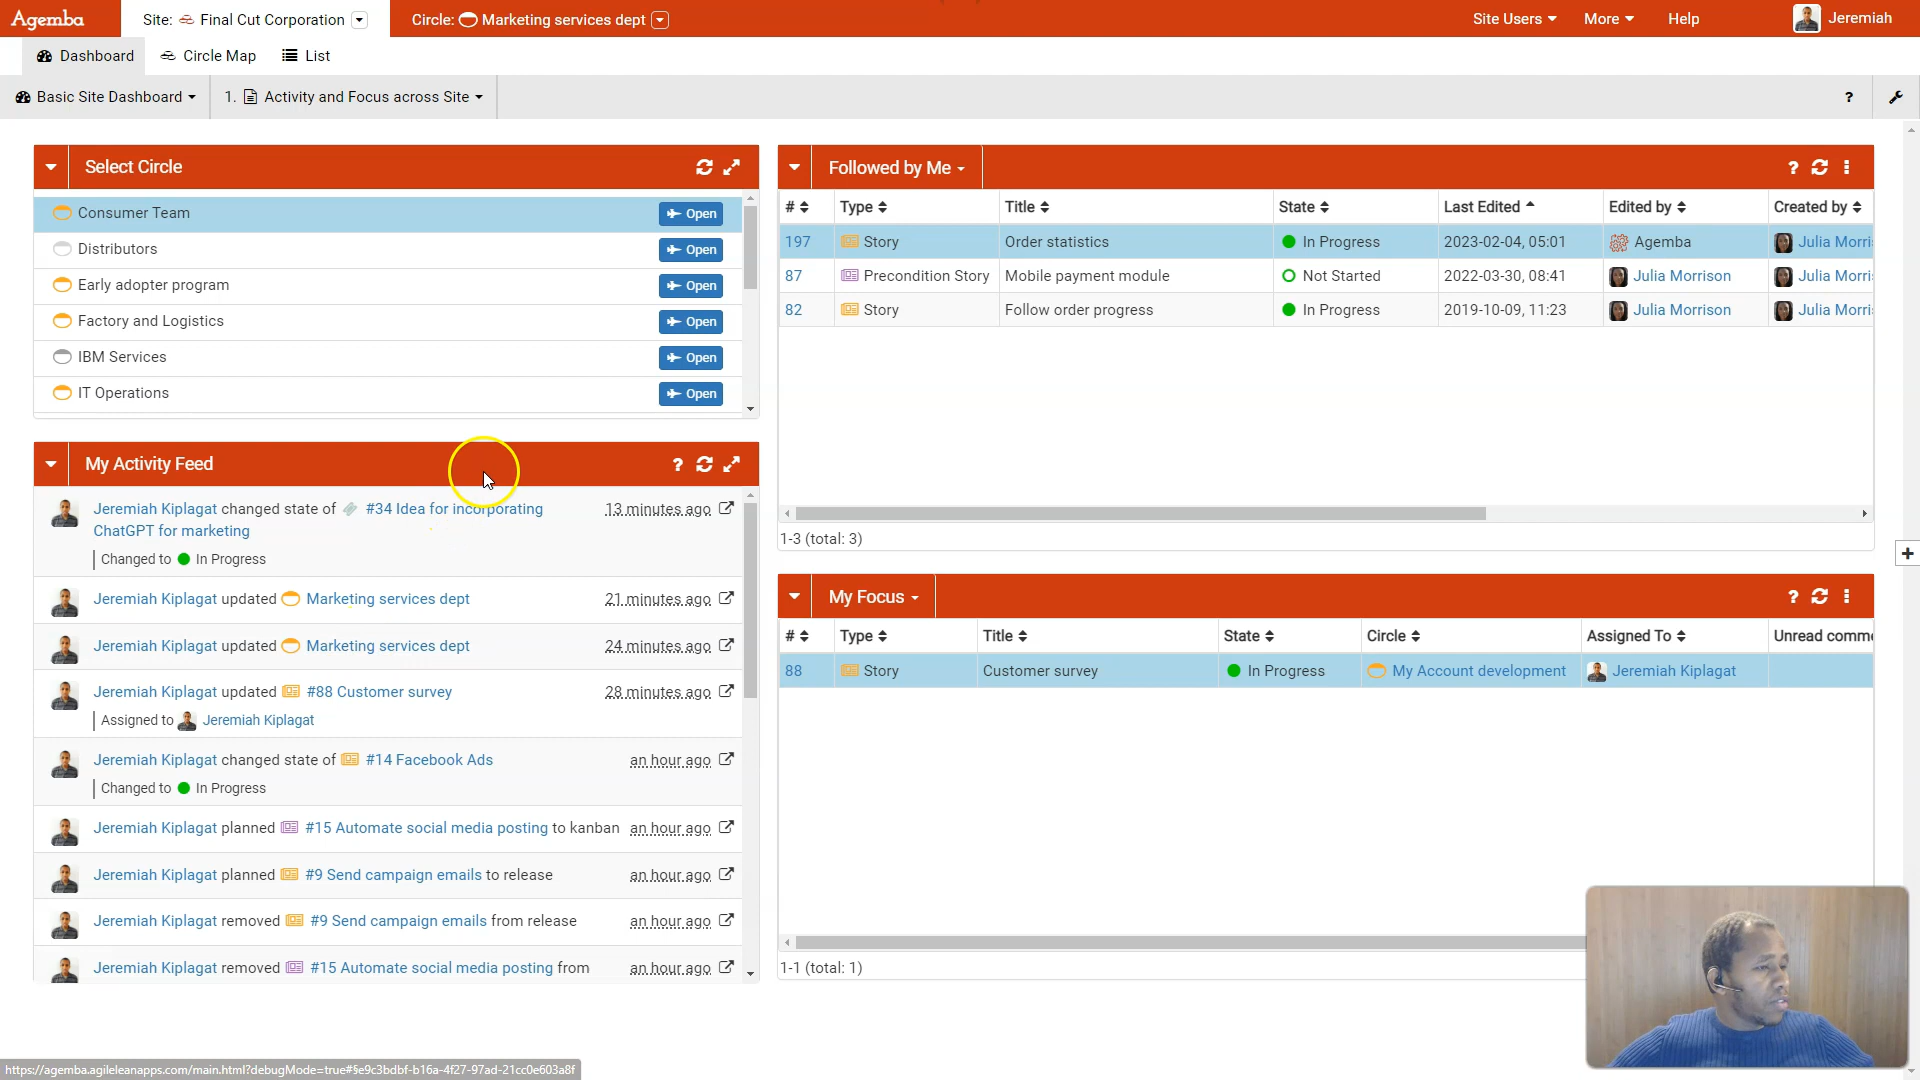 Agemba
Site: Final Cut Corporation
Circle: Marketing services dept
Site Users
More
Help
Jeremiah
Dashboard
Circle Map
List
Basic Site Dashboard
1. Activity and Focus across Site
?
Select Circle
Consumer Team Open
Distributors Open
Early adopter program Open
Factory and Logistics Open
IBM Services Open
IT Operations Open
My Activity Feed ?
Jeremiah Kiplagat changed state of #34 Idea for incorporating 13 minutes ago
ChatGPT for marketing
Changed to In Progress
Jeremiah Kiplagat updated Marketing services dept 21 minutes ago
Jeremiah Kiplagat updated Marketing services dept 24 minutes ago
Jeremiah Kiplagat updated #88 Customer survey 28 minutes ago
Assigned to Jeremiah Kiplagat
Jeremiah Kiplagat changed state of #14 Facebook Ads an hour ago
Changed to In Progress
Jeremiah Kiplagat planned #15 Automate social media posting to kanban an hour ago
Jeremiah Kiplagat planned #9 Send campaign emails to release an hour ago
Jeremiah Kiplagat removed #9 Send campaign emails from release an hour ago
Jeremiah Kiplagat removed #15 Automate social media posting from an hour ago
Followed by Me ?
# Type Title State Last Edited Edited by Created by
197 Story Order statistics In Progress 2023-02-04, 05:01 Agemba Julia Morri
87 Precondition Story Mobile payment module Not Started 2022-03-30, 08:41 Julia Morrison Julia Morri
82 Story Follow order progress In Progress 2019-10-09, 11:23 Julia Morrison Julia Morri
1-3 (total: 3)
+
My Focus ?
# Type Title State Circle Assigned To Unread comme
88 Story Customer survey In Progress My Account development Jeremiah Kiplagat
1-1 (total: 1)
https://agemba.agileleanapps.com/main.html?debugMode=true#§e9c3bdbf-b16a-4f27-97ad-21cc0e603a8f